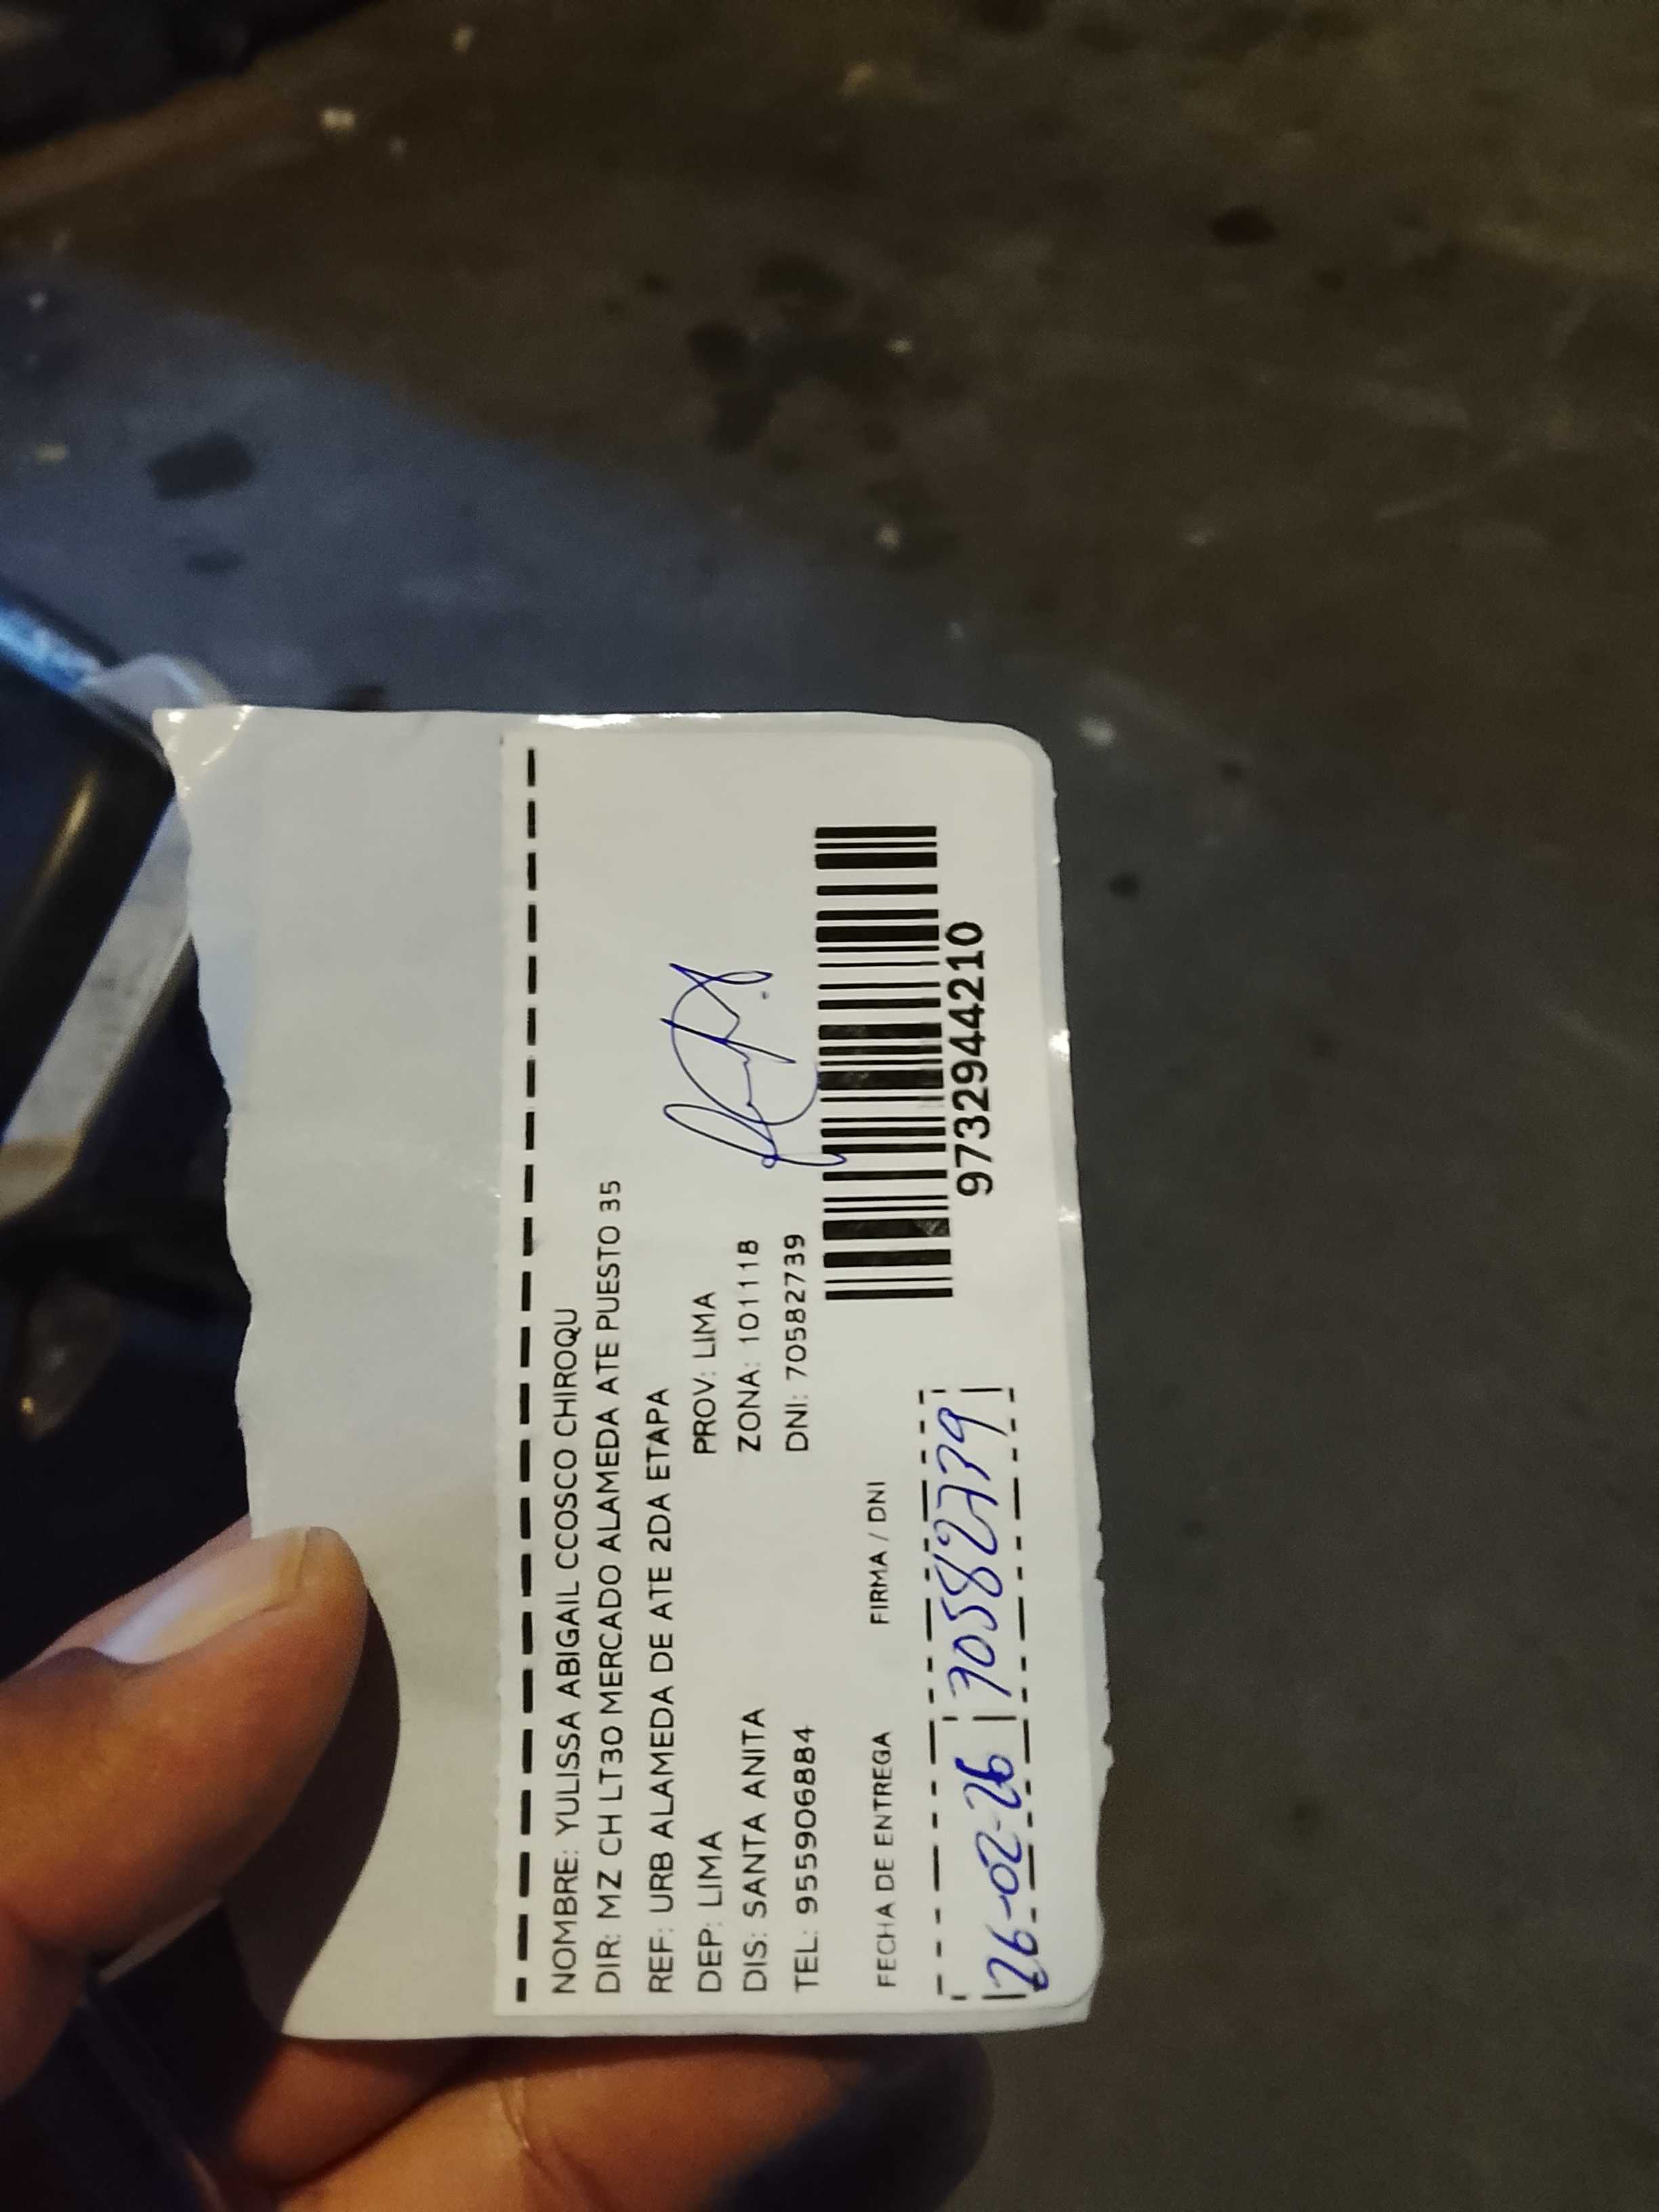 NOMBRE: YULISSA ABIGAIL CCOSCO CHIROQU
DIR: MZ CH LT30 MERCADO ALAMEDA ATE PUESTO 35
REF: URB ALAMEDA DE ATE 2DA ETAPA
DEP: LIMA PROV: LIMA
DIS: SANTA ANITA ZONA: 101118
TEL: 955906884 DNI: 70582739
FECHA DE ENTREGA FIRMA / DNI
26-02-26 70582739
97329944210